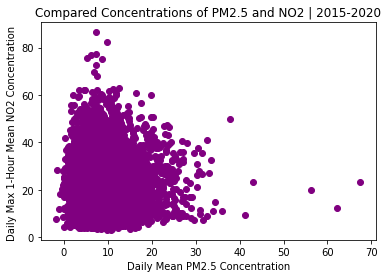 Compared Concentrations of PM2.5 and NO2 | 2015-2020
Daily Max 1-Hour Mean NO2 Concentration
80
60
40
20
0
0 10 20 30 40 50 60 70
Daily Mean PM2.5 Concentration